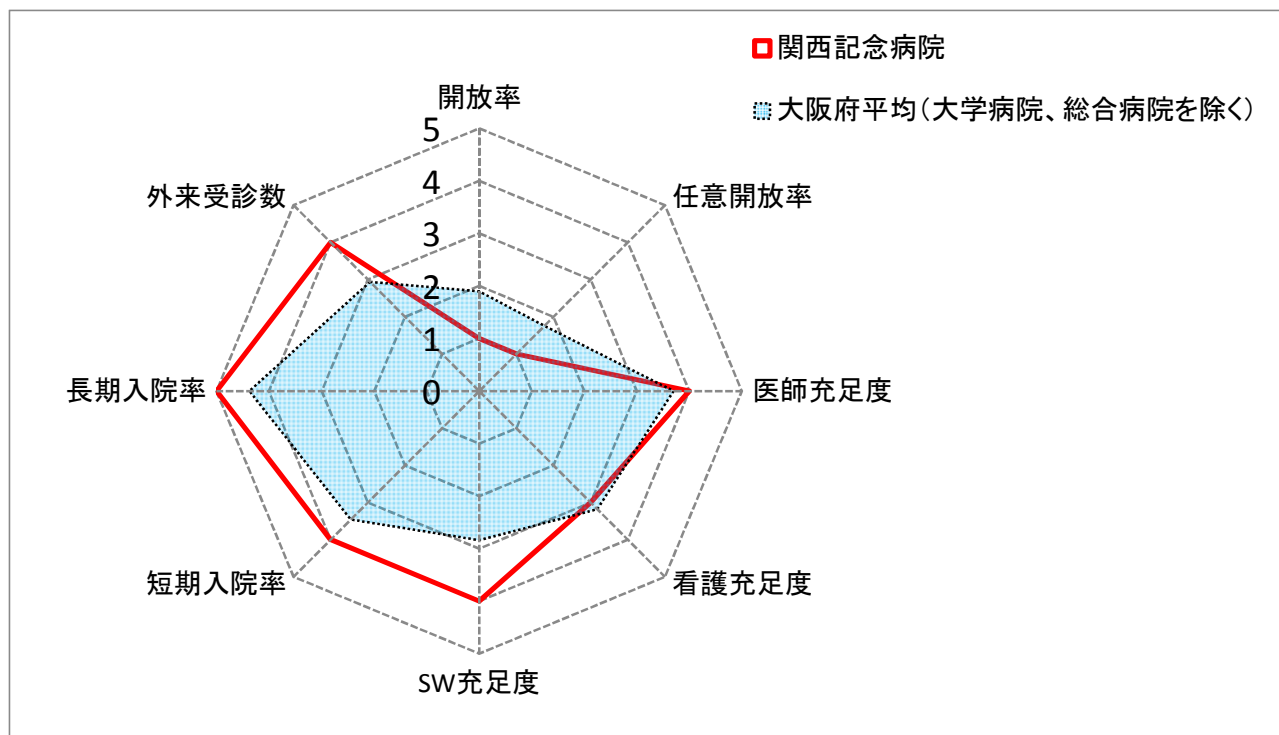 関西記念病院
大阪府平均(大学病院、総合病院を除く)
開放率
任意開放率
医師充足度
看護充足度
SW充足度
短期入院率
長期入院率
外来受診数
5
4
3
2
1
0